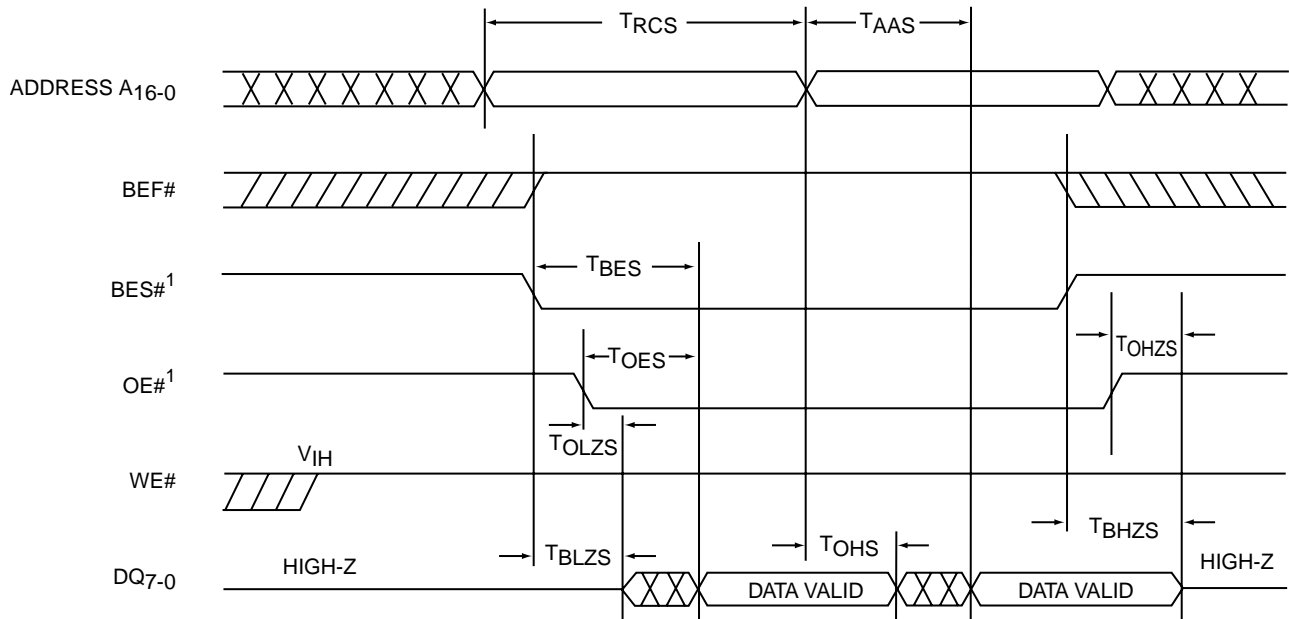 TRCS
TAAS
ADDRESS A16-0
BEF#
TBES
BES#1
TOES
TOHZS
OE#1
TOLZS
VIH
WE#
TBLZS
TOHS
TBHZS
DQ7-0
HIGH-Z
DATA VALID
DATA VALID
HIGH-Z